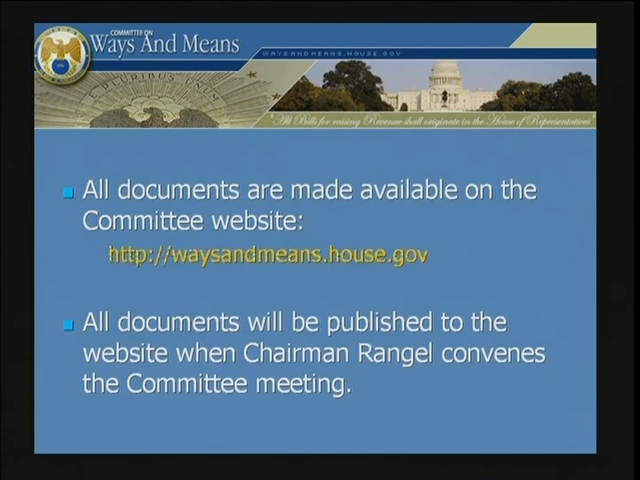 COMMITTEE ON
Ways And Means
WAYSANDMEANS.HOUSE.GOV
E PLURIBUS UNUM
"All Bills for raising Revenue shall originate in the House of Representatives"
All documents are made available on the
Committee website:
http://waysandmeans.house.gov
All documents will be published to the
website when Chairman Rangel convenes
the Committee meeting.